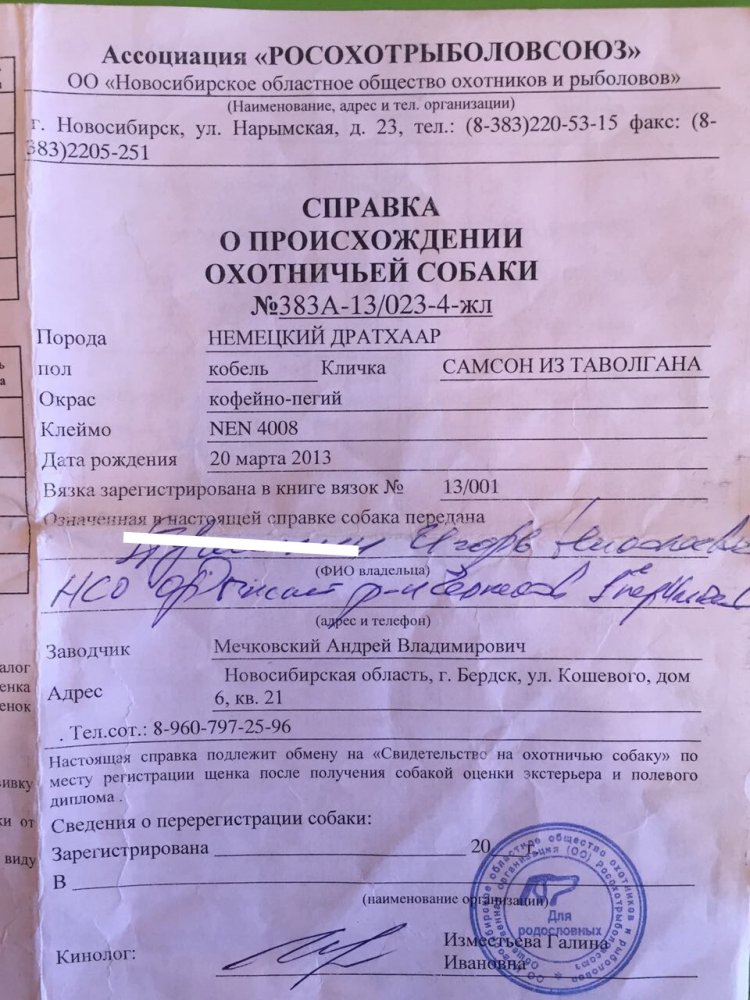 Ассоциация «РОСОХОТРЫБОЛОВСОЮЗ»
ОО «Новосибирское областное общество охотников и рыболовов»
(Наименование, адрес и тел. организации)
г. Новосибирск, ул. Нарымская, д. 23, тел.: (8-383)220-53-15 факс: (8-
383)2205-251
СПРАВКА
О ПРОИСХОЖДЕНИИ
ОХОТНИЧЬЕЙ СОБАКИ
№383А-13/023-4-жл
Порода НЕМЕЦКИЙ ДРАТХААР
пол кобель Кличка САМСОН ИЗ ТАВОЛГАНА
Окрас кофейно-пегий
Клеймо NEN 4008
Дата рождения 20 марта 2013
Вязка зарегистрирована в книге вязок № 13/001
Означенная в настоящей справке собака передана
Игорь
(ФИО владельца)
НСО
(адрес и телефон)
Заводчик Мечковский Андрей Владимирович
Адрес Новосибирская область, г. Бердск, ул. Кошевого, дом
6, кв. 21
. Тел.сот.: 8-960-797-25-96
Настоящая справка подлежит обмену на «Свидетельство на охотничью собаку» по
месту регистрации щенка после получения собакой оценки экстерьера и полевого
диплома .
Сведения о перерегистрации собаки:
Зарегистрирована 20 г.
В
(наименование организации)
Для
родословных
Кинолог: Изместьева Галина
Ивановна